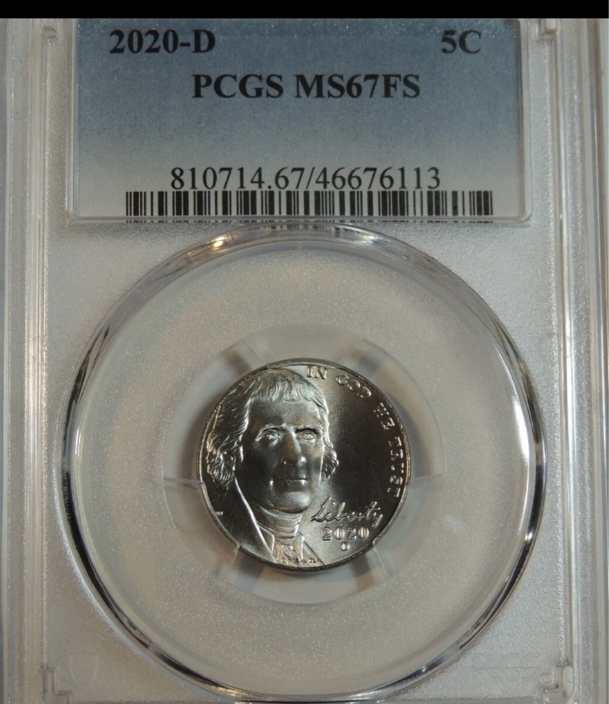 2020-D 5C
PCGS MS67FS
810714.67/46676113
IN GOD WE TRUST
Liberty
2020
D